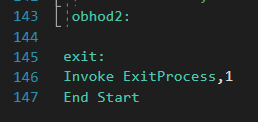 143 obhod2:
144
145 exit:
146 Invoke ExitProcess,1
147 End Start